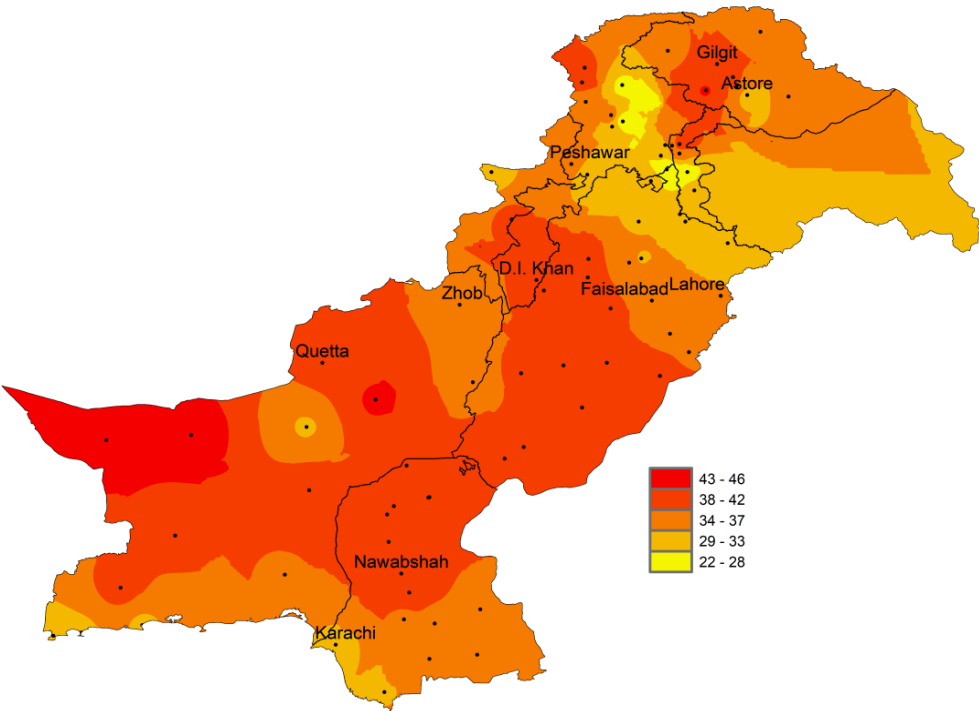 Gilgit
Astore
Peshawar
D.I. Khan
Zhob
Faisalabad
Lahore
Quetta
43 - 46
38 - 42
34 - 37
29 - 33
22 - 28
Nawabshah
Karachi